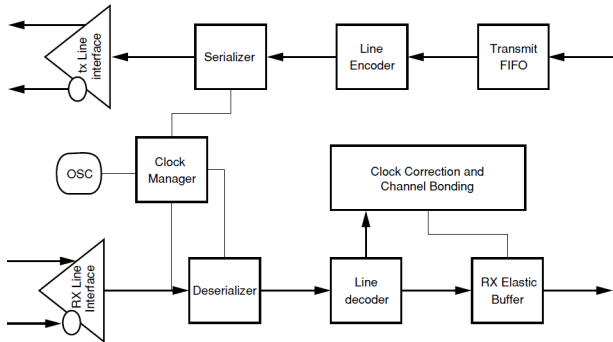 tx Line
interface
Serializer
Line
Encoder
Transmit
FIFO
OSC
Clock
Manager
Clock Correction and
Channel Bonding
RX Line
Interface
Deserializer
Line
decoder
RX Elastic
Buffer